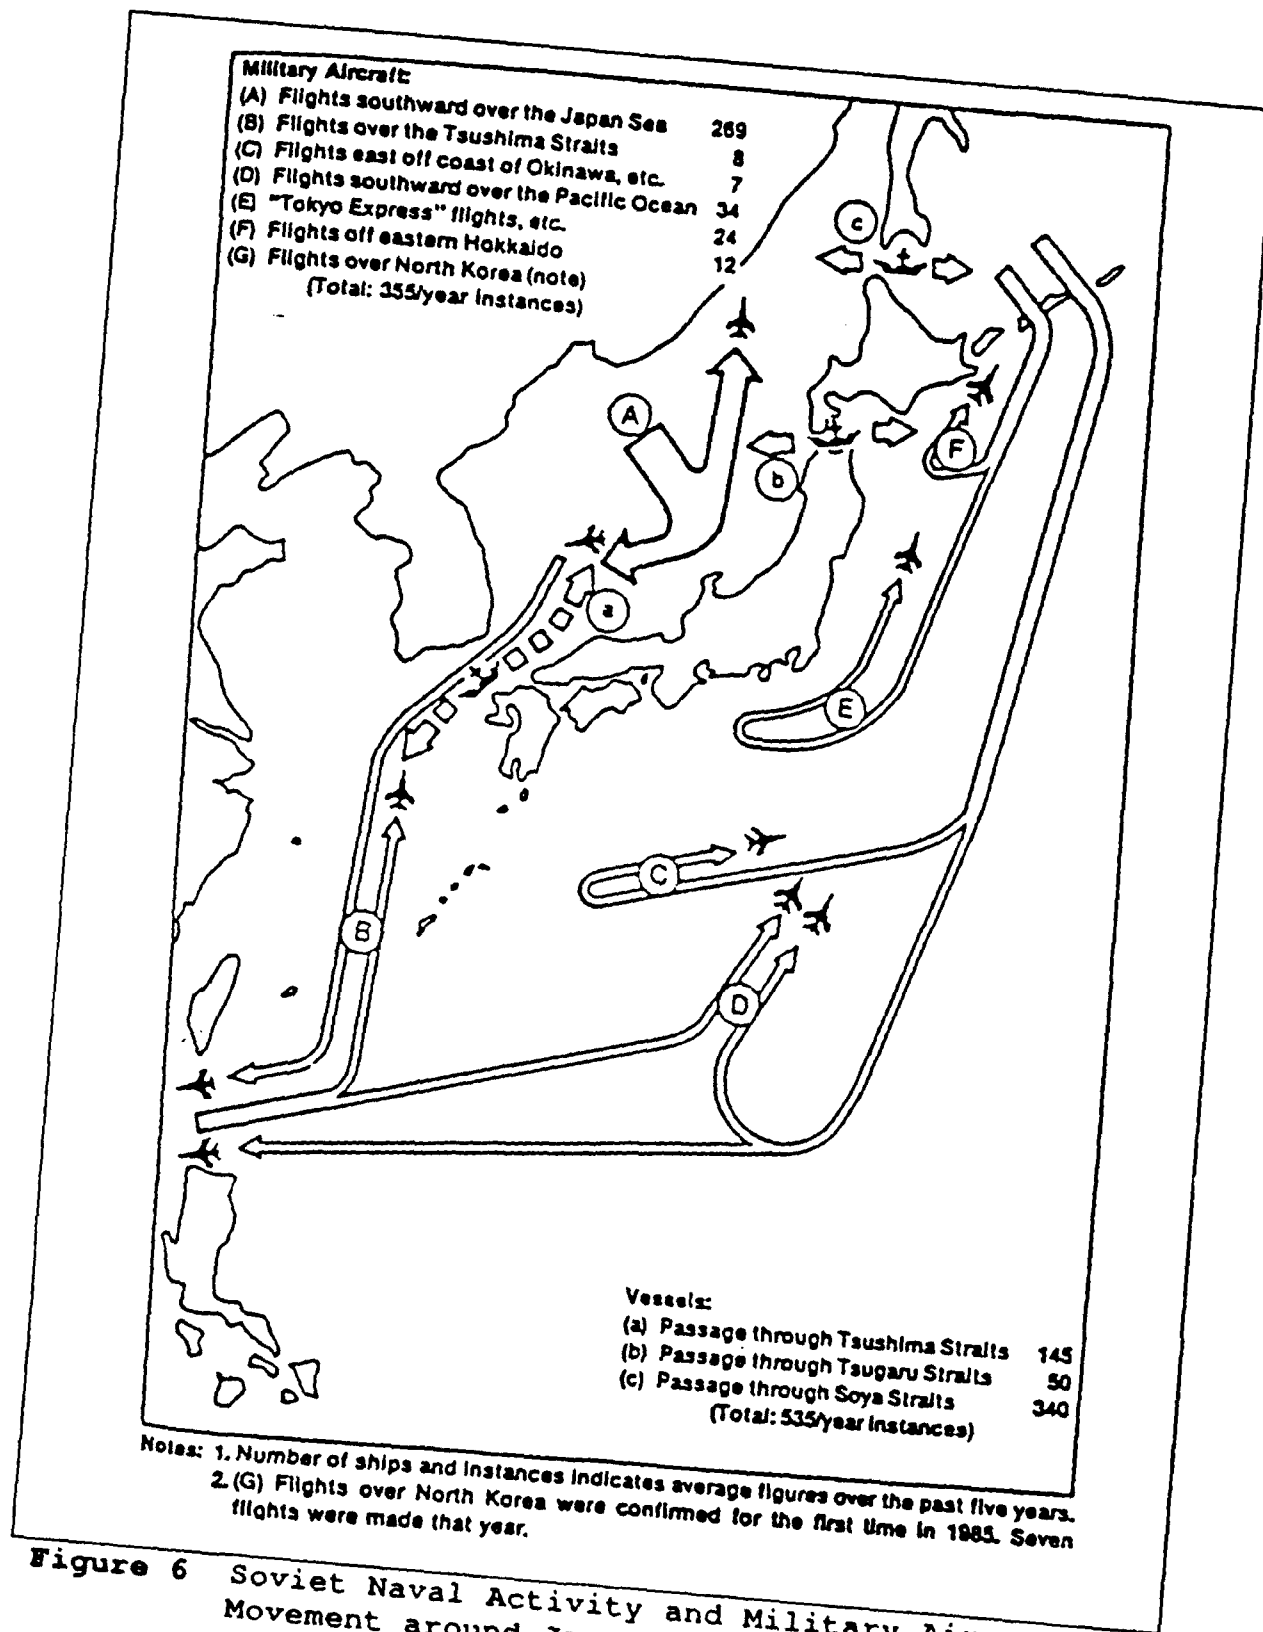 Military Aircraft:
(A) Flights southward over the Japan Sea 269
(B) Flights over the Tsushima Straits 8
(C) Flights east off coast of Okinawa, etc. 7
(D) Flights southward over the Pacific Ocean 34
(E) "Tokyo Express" flights, etc. 24
(F) Flights off eastern Hokkaido 12
(G) Flights over North Korea (note)
(Total: 355/year instances)
c
A
b
F
a
E
C
B
D
Vessels:
(a) Passage through Tsushima Straits 145
(b) Passage through Tsugaru Straits 50
(c) Passage through Soya Straits 340
(Total: 535/year instances)
Notes: 1. Number of ships and instances indicates average figures over the past five years.
2. (G) Flights over North Korea were confirmed for the first time in 1985. Seven
flights were made that year.
Figure 6 Soviet Naval Activity and Military
Movement around